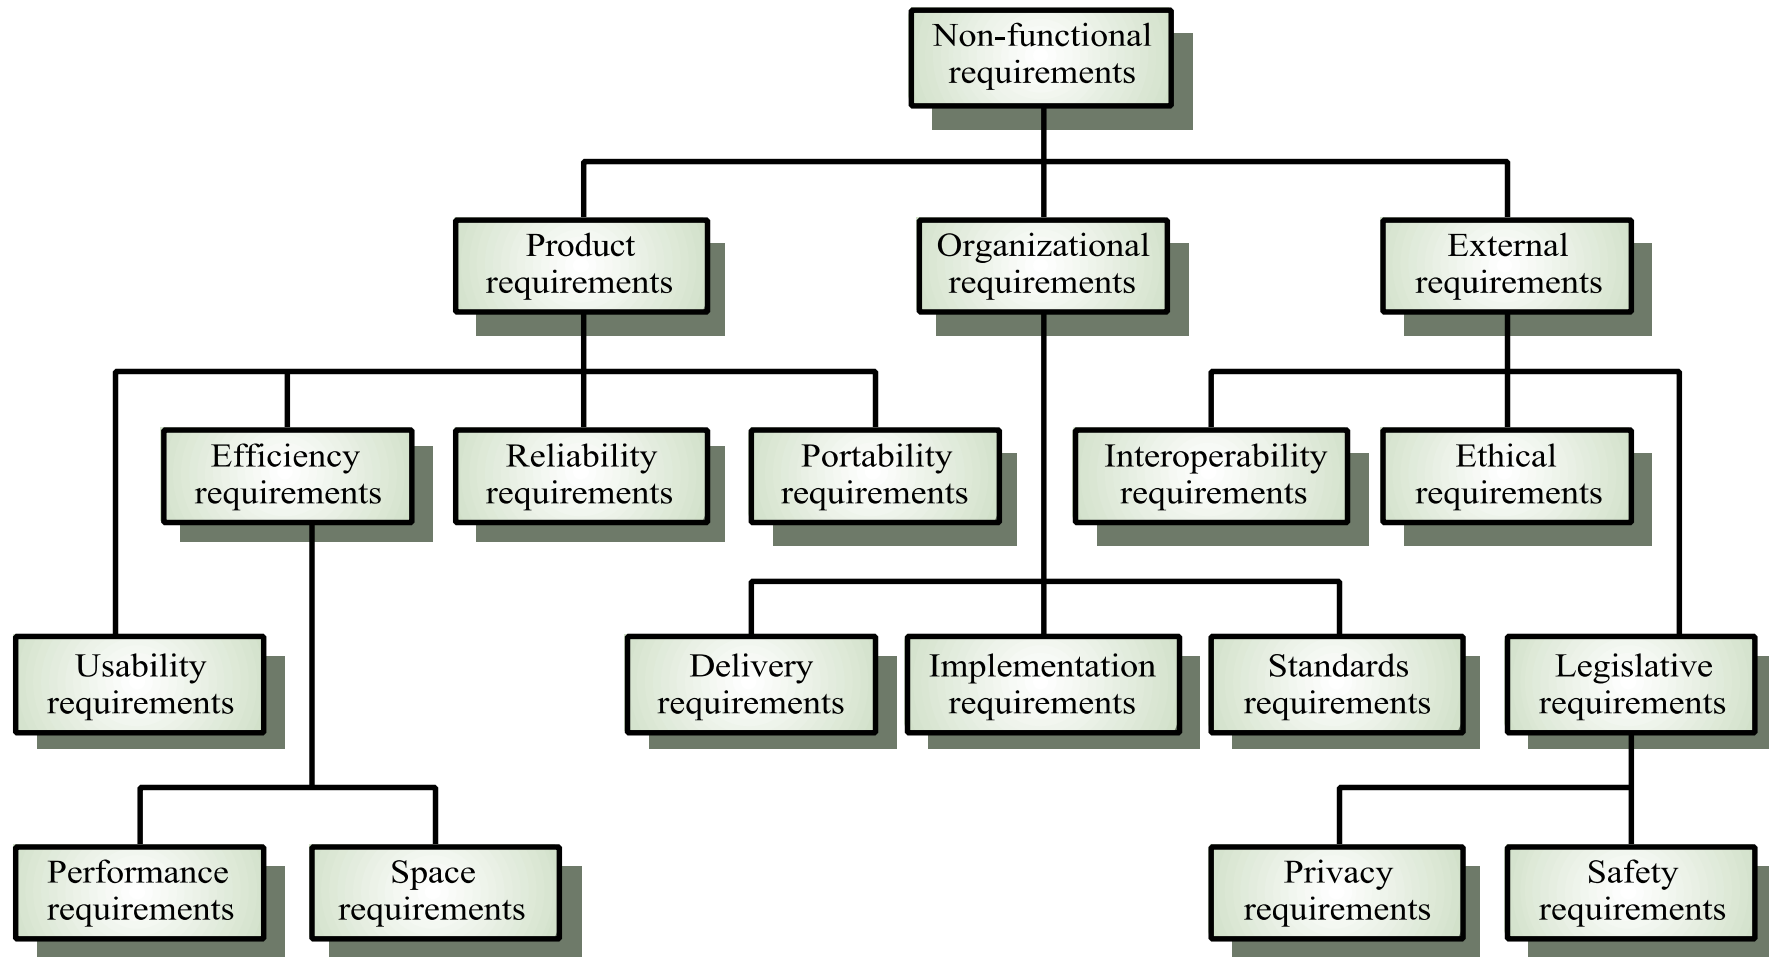 Non-functional
requirements
Product
requirements
Organizational
requirements
External
requirements
Efficiency
requirements
Reliability
requirements
Portability
requirements
Interoperability
requirements
Ethical
requirements
Usability
requirements
Delivery
requirements
Implementation
requirements
Standards
requirements
Legislative
requirements
Performance
requirements
Space
requirements
Privacy
requirements
Safety
requirements